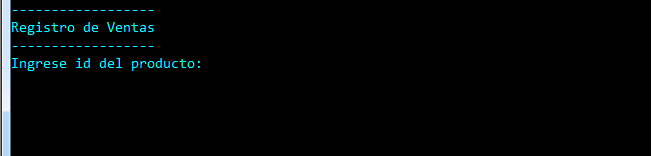 ------------------
Registro de Ventas
------------------
Ingrese id del producto: